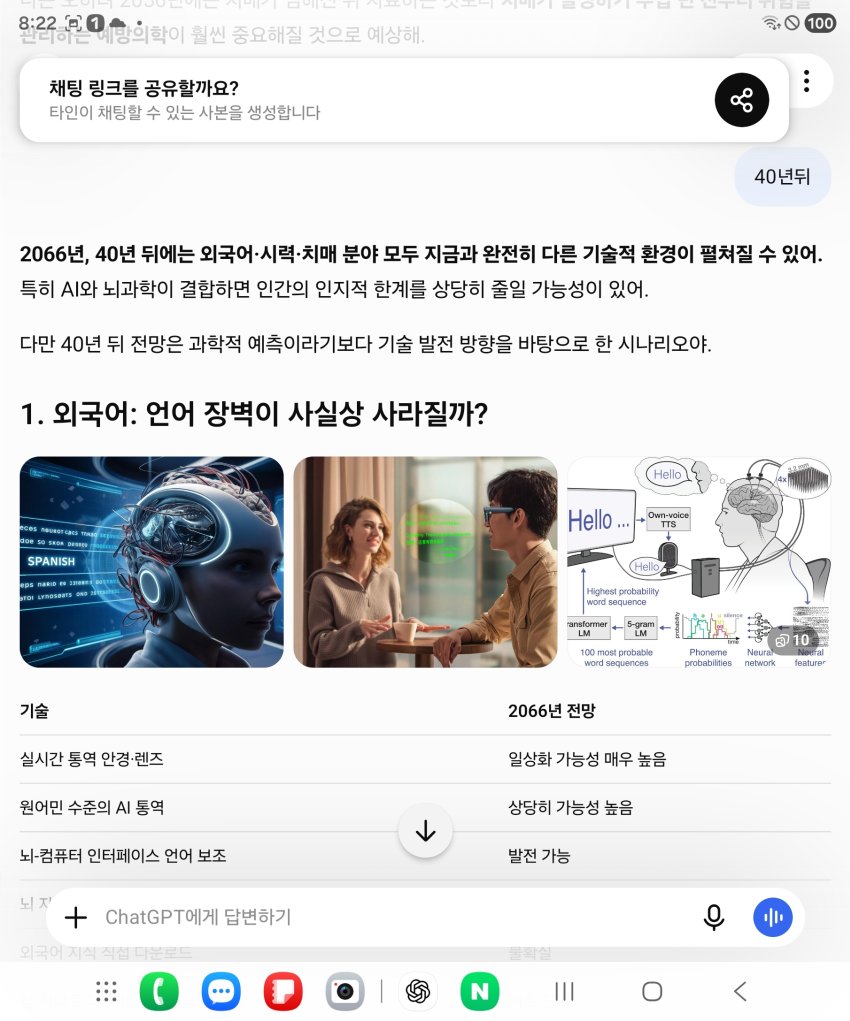 8:22
1
100
관리하는 예방의학이 훨씬 중요해질 것으로 예상해.
채팅 링크를 공유할까요?
타인이 채팅할 수 있는 사본을 생성합니다
40년뒤
2066년, 40년 뒤에는 외국어·시력·치매 분야 모두 지금과 완전히 다른 기술적 환경이 펼쳐질 수 있어.
특히 AI와 뇌과학이 결합하면 인간의 인지적 한계를 상당히 줄일 가능성이 있어.
다만 40년 뒤 전망은 과학적 예측이라기보다 기술 발전 방향을 바탕으로 한 시나리오야.
1. 외국어: 언어 장벽이 사실상 사라질까?
SPANISH
Hello
3.2 mm
4x
Hello ...
Own-voice
TTS
Hello
Highest probability
word sequence
ransformer
LM
5-gram
LM
probability
silence
time
10
100 most probable
word sequences
Phoneme
probabilities
Neural
network
Neural
features
기술 2066년 전망
실시간 통역 안경·렌즈 일상화 가능성 매우 높음
원어민 수준의 AI 통역 상당히 가능성 높음
뇌-컴퓨터 인터페이스 언어 보조 발전 가능
뇌
ChatGPT에게 답변하기
외국어 지식 직접 다운로드 불확실
N